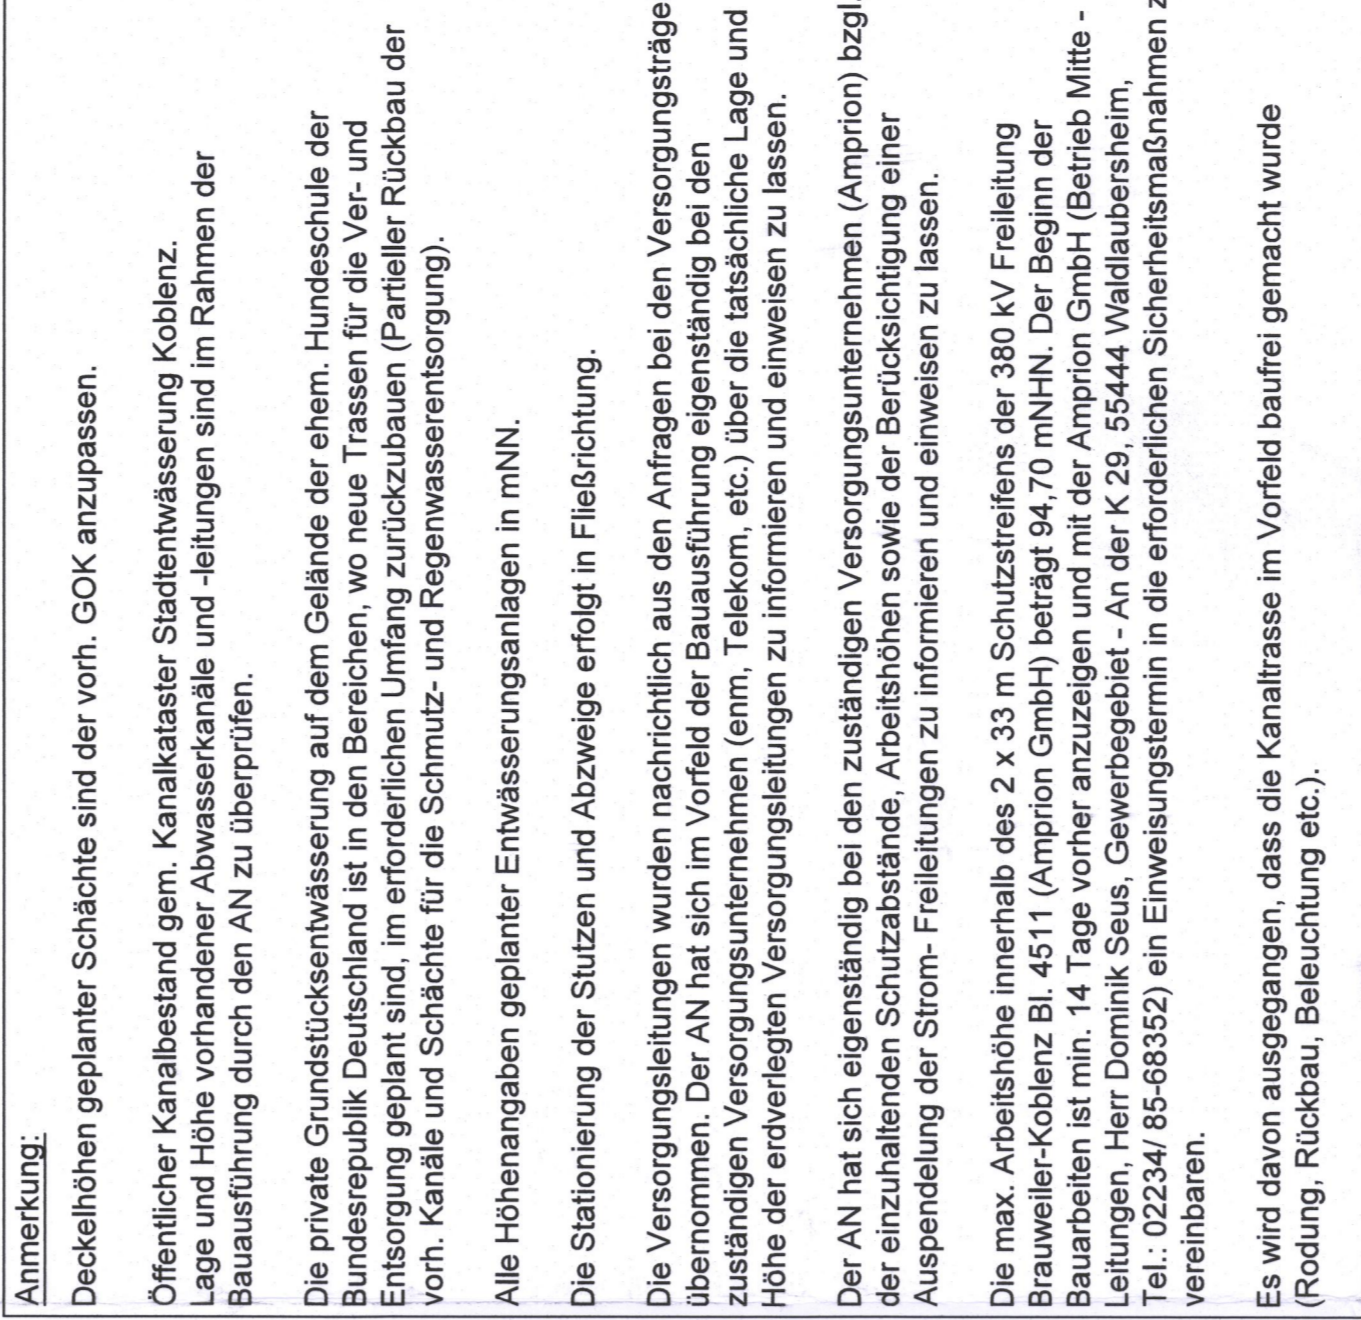 Anmerkung:
Deckelhöhen geplanter Schächte sind der vorh. GOK anzupassen.
Öffentlicher Kanalbestand gem. Kanalkataster Stadtentwässerung Koblenz.
Lage und Höhe vorhandener Abwasserkanäle und -leitungen sind im Rahmen der
Bauausführung durch den AN zu überprüfen.
Die private Grundstücksentwässerung auf dem Gelände der ehem. Hundeschule der
Bundesrepublik Deutschland ist in den Bereichen, wo neue Trassen für die Ver- und
Entsorgung geplant sind, im erforderlichen Umfang zurückzubauen (Partieller Rückbau der
vorh. Kanäle und Schächte für die Schmutz- und Regenwasserentsorgung).
Alle Höhenangaben geplanter Entwässerungsanlagen in mNN.
Die Stationierung der Stutzen und Abzweige erfolgt in Fließrichtung.
Die Versorgungsleitungen wurden nachrichtlich aus den Anfragen bei den Versorgungsträge
übernommen. Der AN hat sich im Vorfeld der Bauausführung eigenständig bei den
zuständigen Versorgungsunternehmen (enm, Telekom, etc.) über die tatsächliche Lage und
Höhe der erdverlegten Versorgungsleitungen zu informieren und einweisen zu lassen.
Der AN hat sich eigenständig bei den zuständigen Versorgungsunternehmen (Amprion) bzgl.
der einzuhaltenden Schutzabstände, Arbeitshöhen sowie der Berücksichtigung einer
Auspendelung der Strom- Freileitungen zu informieren und einweisen zu lassen.
Die max. Arbeitshöhe innerhalb des 2 x 33 m Schutzstreifens der 380 kV Freileitung
Brauweiler-Koblenz Bl. 4511 (Amprion GmbH) beträgt 94,70 mNHN. Der Beginn der
Bauarbeiten ist min. 14 Tage vorher anzuzeigen und mit der Amprion GmbH (Betrieb Mitte -
Leitungen, Herr Dominik Seus, Gewerbegebiet - An der K 29, 55444 Waldlaubersheim,
Tel.: 02234/ 85-68352) ein Einweisungstermin in die erforderlichen Sicherheitsmaßnahmen z
vereinbaren.
Es wird davon ausgegangen, dass die Kanaltrasse im Vorfeld baufrei gemacht wurde
(Rodung, Rückbau, Beleuchtung etc.).